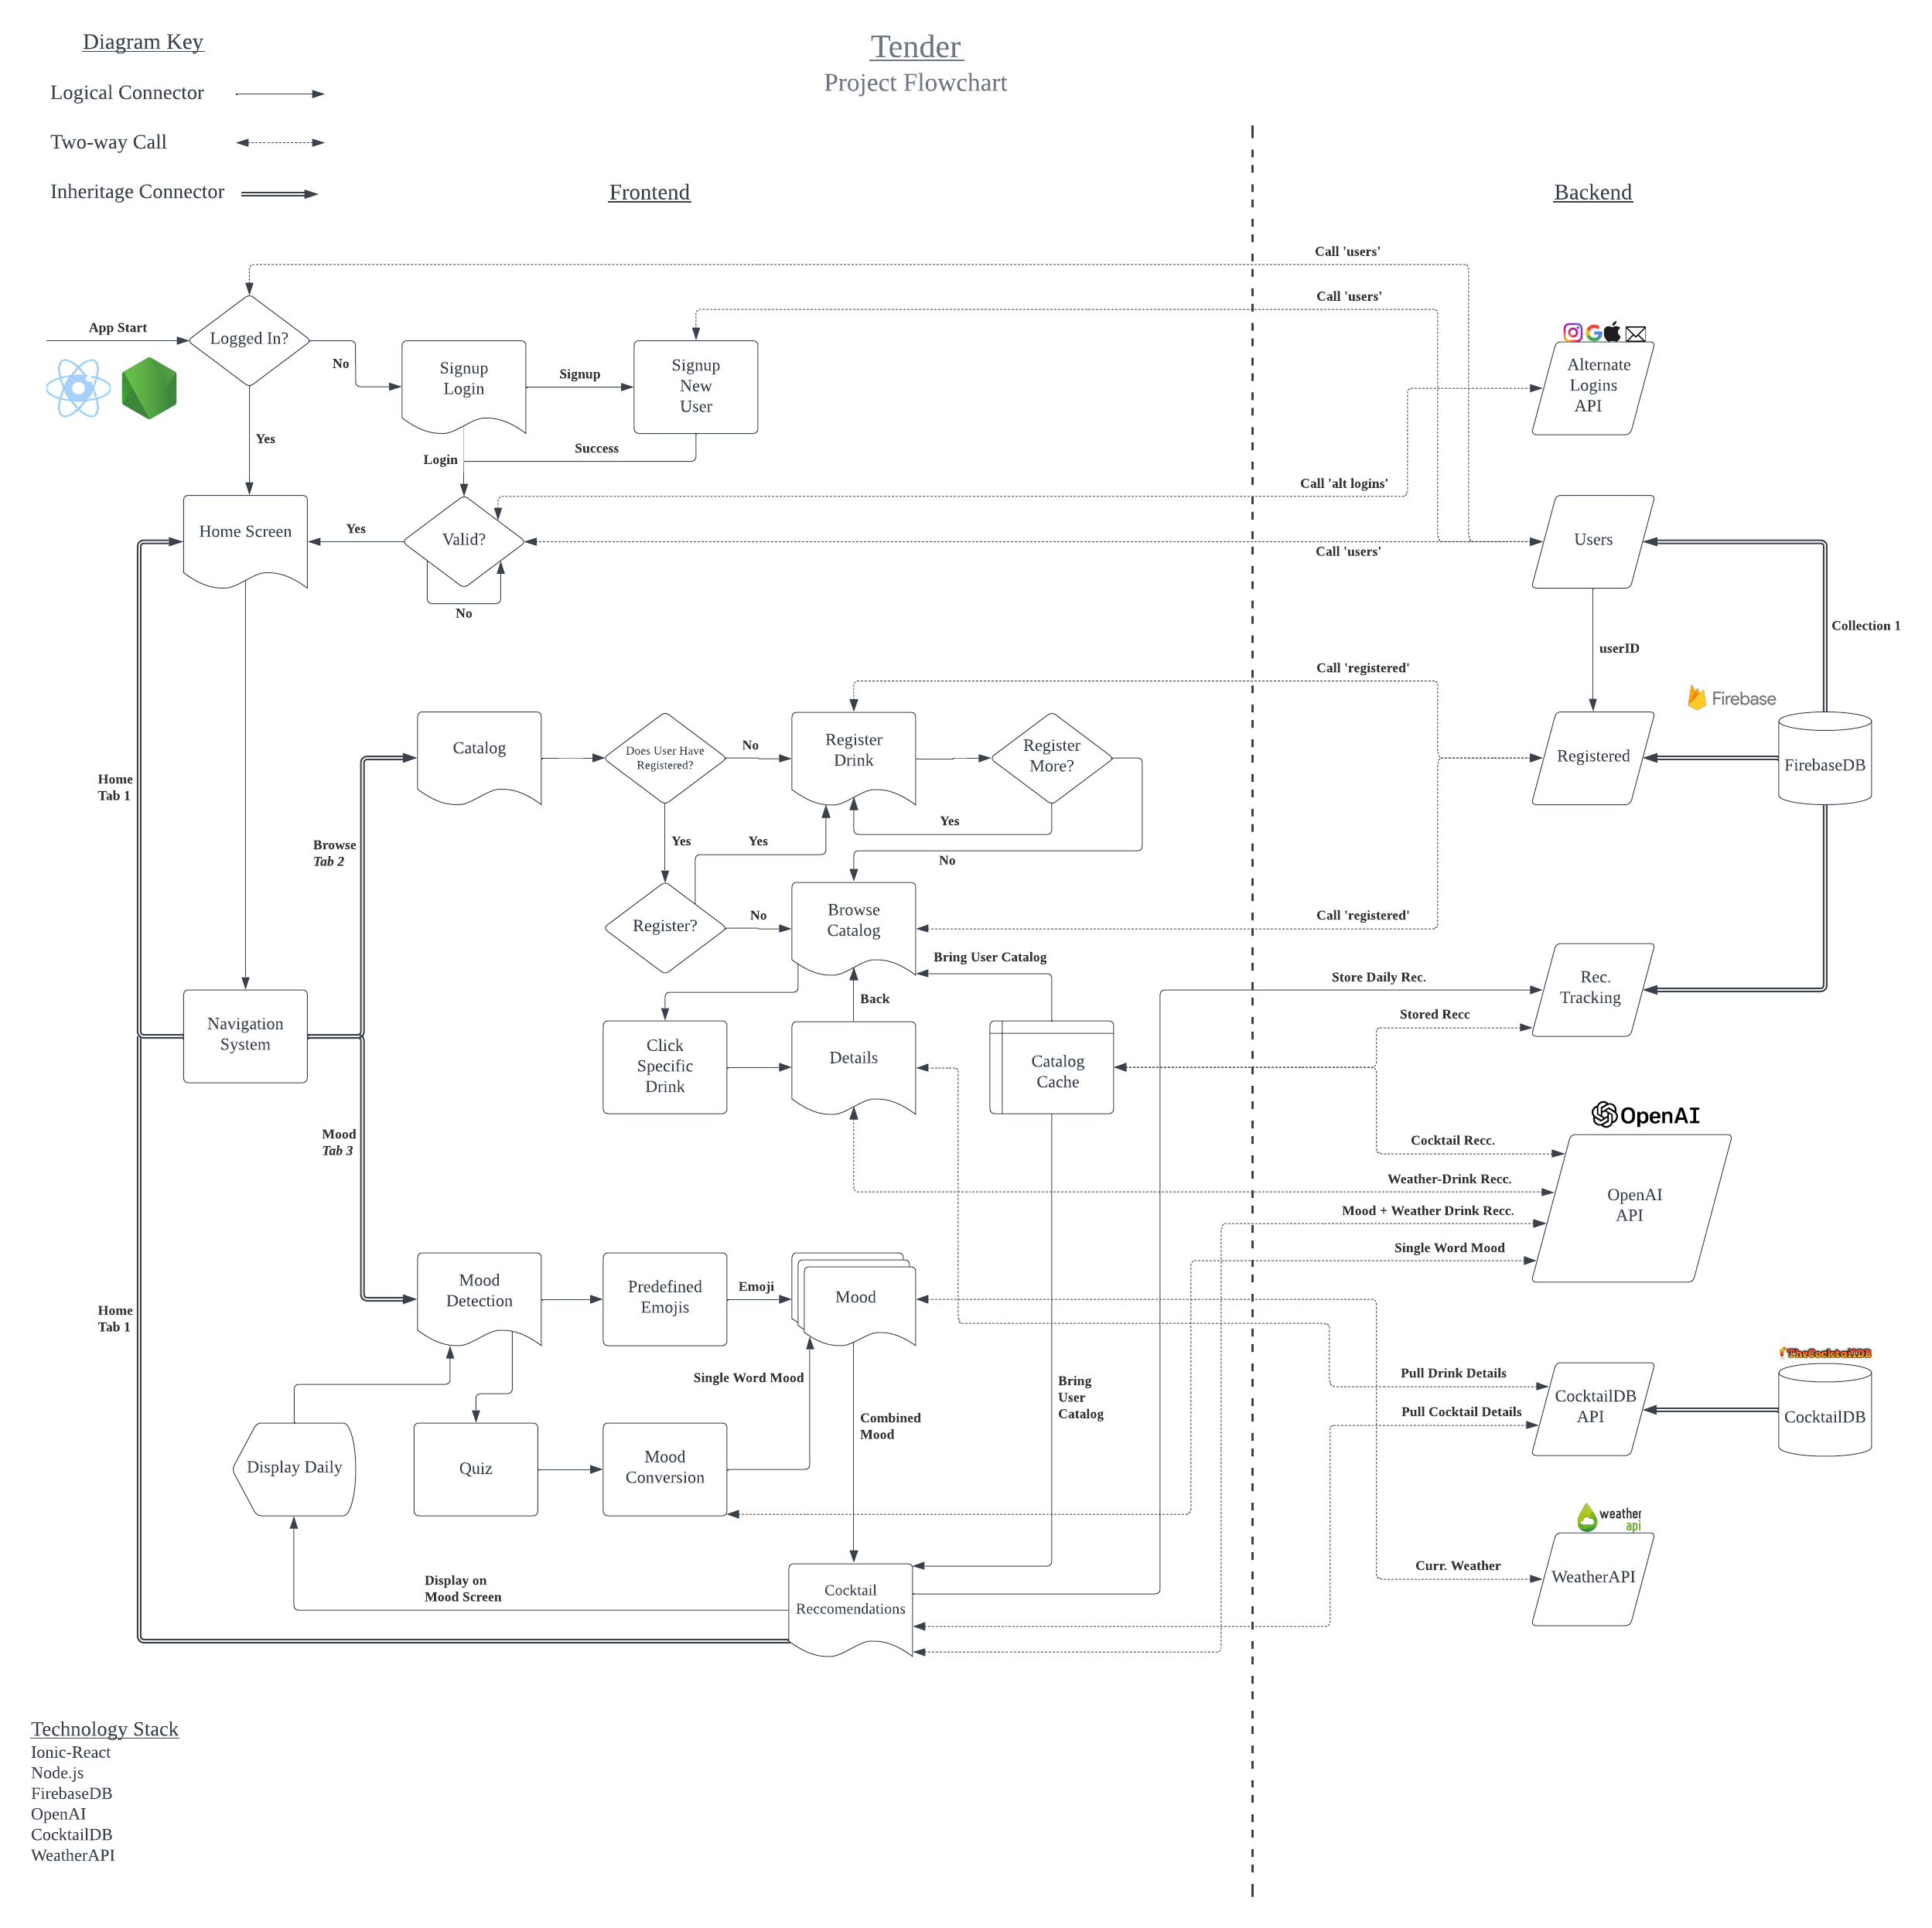 Diagram Key
Logical Connector
Two-way Call
Inheritage Connector
Tender
Project Flowchart
Frontend
Backend
Call 'users'
Call 'users'
App Start
Logged In?
No
Signup
Login
Signup
Signup
New
User
Alternate
Logins
API
Yes
Login
Success
Call 'alt logins'
Home Screen
Yes
Valid?
No
Call 'users'
Users
Collection 1
userID
Call 'registered'
Firebase
Catalog
Does User Have
Registered?
No
Register
Drink
Register
More?
Registered
FirebaseDB
Home
Tab 1
Browse
Tab 2
Yes
Yes
Yes
No
Register?
No
Browse
Catalog
Call 'registered'
Bring User Catalog
Store Daily Rec.
Rec.
Tracking
Back
Stored Recc
Navigation
System
Click
Specific
Drink
Details
Catalog
Cache
OpenAI
Mood
Tab 3
Cocktail Recc.
Weather-Drink Recc.
OpenAI
API
Mood + Weather Drink Recc.
Single Word Mood
Home
Tab 1
Mood
Detection
Predefined
Emojis
Emoji
Mood
Single Word Mood
Bring
User
Catalog
Pull Drink Details
Pull Cocktail Details
CocktailDB
API
TheCocktailDB
CocktailDB
Combined
Mood
Display Daily
Quiz
Mood
Conversion
weather
api
Curr. Weather
WeatherAPI
Display on
Mood Screen
Cocktail
Reccomendations
Technology Stack
Ionic-React
Node.js
FirebaseDB
OpenAI
CocktailDB
WeatherAPI